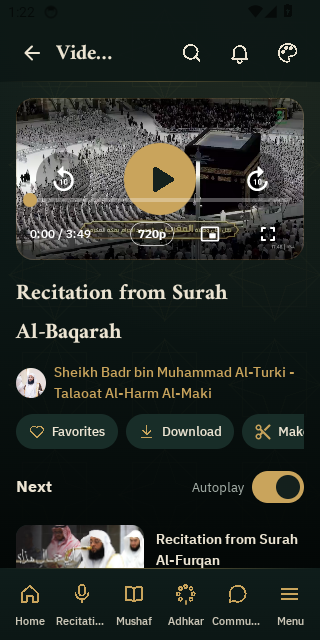 1:22
Vide...
10
10
0:00 / 3:49
720p
Recitation from Surah
Al-Baqarah
Sheikh Badr bin Muhammad Al-Turki -
Talaoat Al-Harm Al-Maki
Favorites
Download
Mak
Next
Autoplay
Recitation from Surah
Al-Furqan
Home
Recitati...
Mushaf
Adhkar
Commu...
Menu